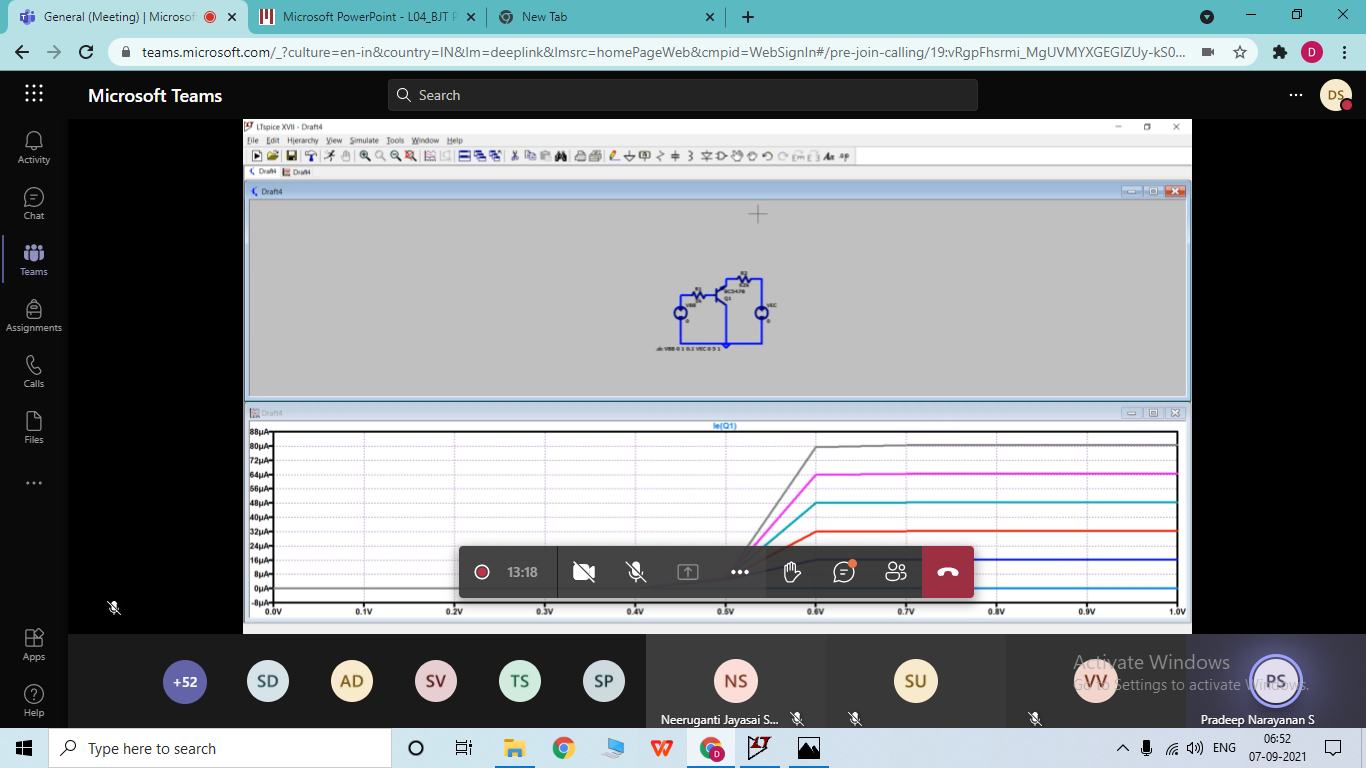 General (Meeting) | Microsof
Microsoft PowerPoint - L04_BJT P
New Tab
teams.microsoft.com/_?culture=en-in&country=IN&lm=deeplink&lmsrc=homePageWeb&cmpid=WebSignIn#/pre-join-calling/19:vRgpFhsrmi_MgUVMYXGEGIZUy-kS0...
D
Microsoft Teams
Search
DS
Activity
Chat
Teams
Assignments
Calls
Files
Apps
Help
LTspice XVII - Draft4
File Edit Hierarchy View Simulate Tools Window Help
Draft4 Draft4
Draft4
R2
R1
BC547B
Q1
VBB
VEC
0
0
.dc VBB 0 1 0.1 VEC 0 5 1
Draft4
Ie(Q1)
88µA
80µA
72µA
64µA
56µA
48µA
40µA
32µA
24µA
16µA
8µA
0µA
-8µA
0.0V 0.1V 0.2V 0.3V 0.4V 0.5V 0.6V 0.7V 0.8V 0.9V 1.0V
13:18
+52 SD AD SV TS SP NS SU VV PS
Neeruganti Jayasai S...
Pradeep Narayanan S
Activate Windows
Go to Settings to activate Windows.
Type here to search
D
ENG
06:52
07-09-2021